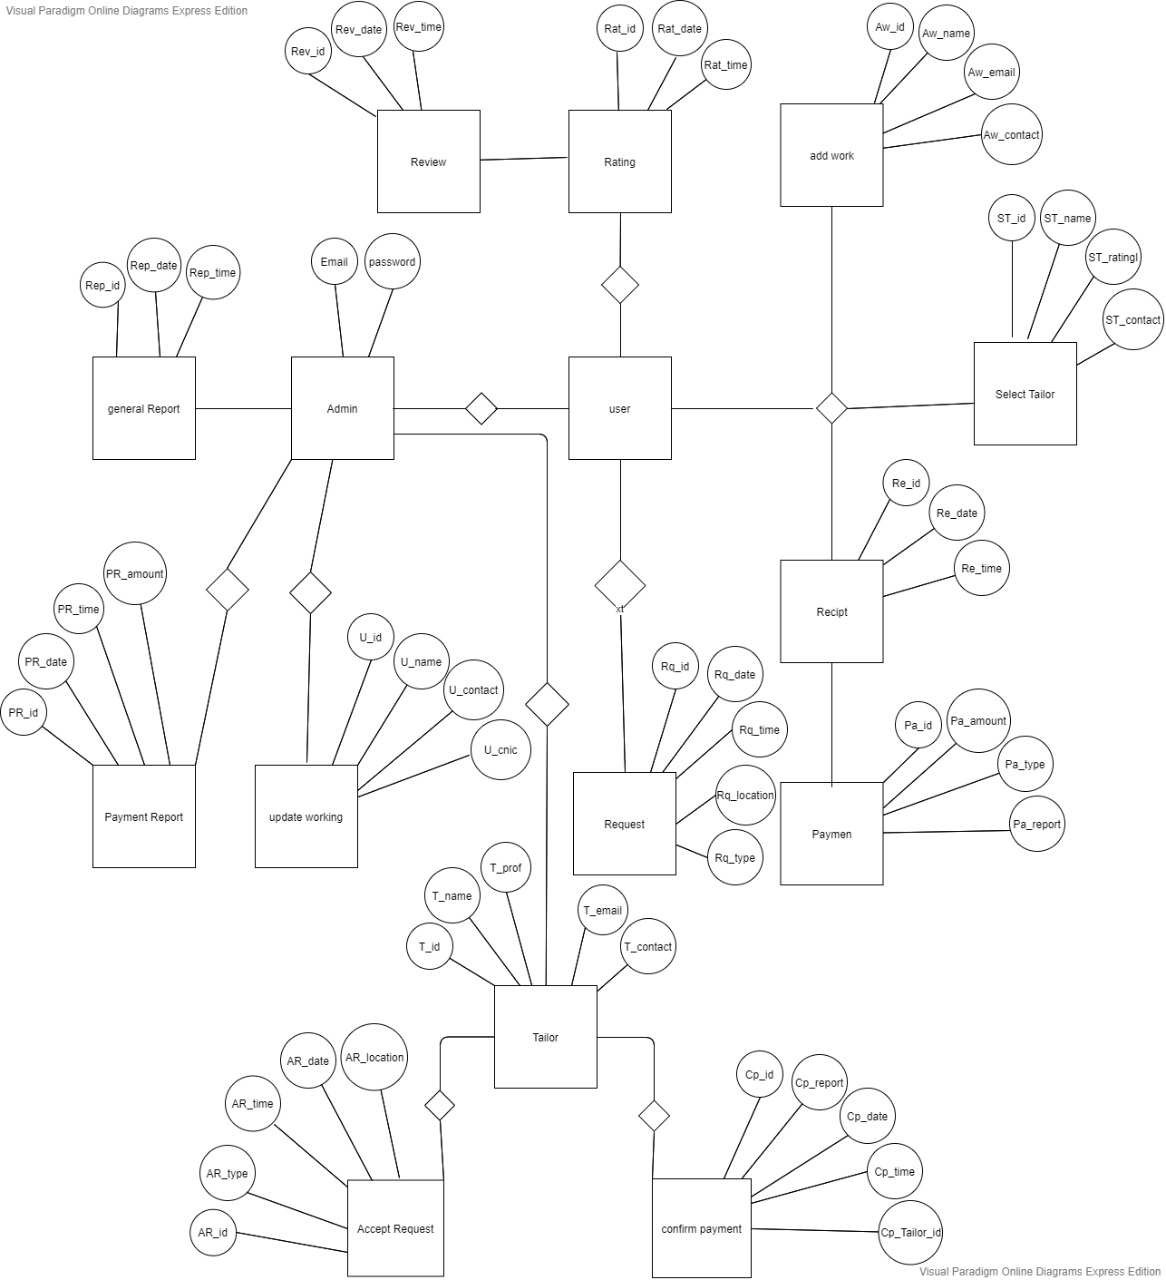 Visual Paradigm Online Diagrams Express Edition
Rev_id
Rev_date
Rev_time
Rat_id
Rat_date
Rat_time
Aw_id
Aw_name
Aw_email
Aw_contact
Review
Rating
add work
ST_id
ST_name
ST_ratingl
ST_contact
Rep_id
Rep_date
Rep_time
Email
password
general Report
Admin
user
Select Tailor
Re_id
Re_date
Re_time
Recipt
PR_amount
PR_time
PR_date
PR_id
xt
U_id
U_name
U_contact
U_cnic
Rq_id
Rq_date
Rq_time
Rq_location
Rq_type
Pa_id
Pa_amount
Pa_type
Pa_report
Payment Report
update working
Request
Paymen
T_id
T_name
T_prof
T_email
T_contact
Tailor
AR_location
AR_date
AR_time
AR_type
AR_id
Cp_id
Cp_report
Cp_date
Cp_time
Cp_Tailor_id
Accept Request
confirm payment
Visual Paradigm Online Diagrams Express Edition